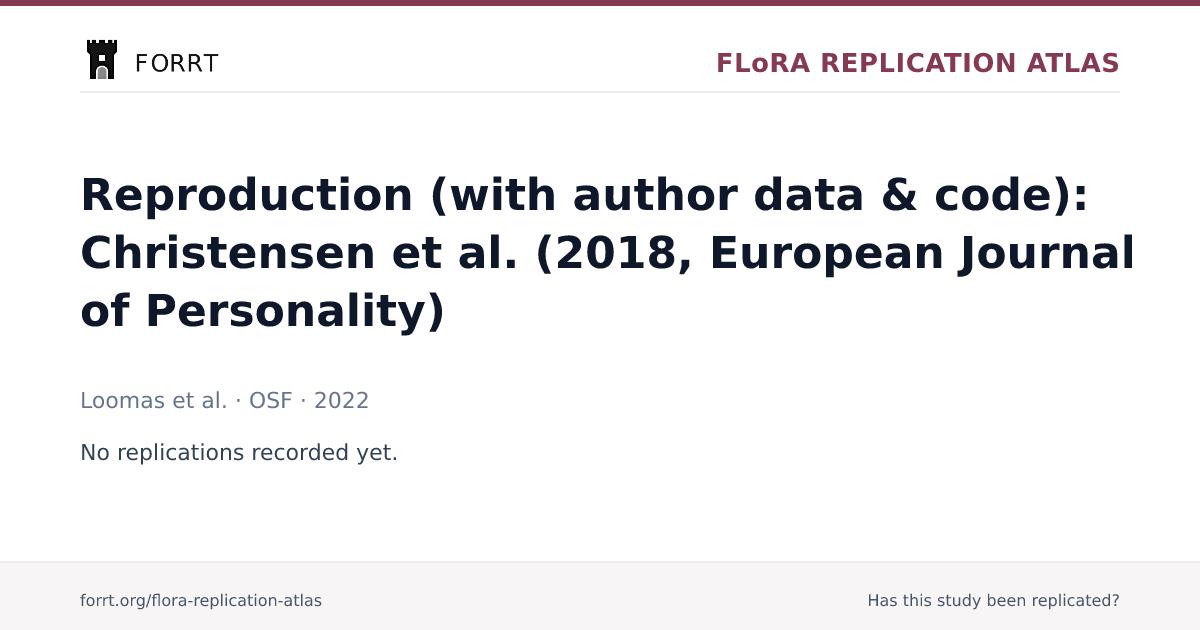 FORRT
FLoRA REPLICATION ATLAS
Reproduction (with author data & code):
Christensen et al. (2018, European Journal
of Personality)
Loomas et al. · OSF · 2022
No replications recorded yet.
forrt.org/flora-replication-atlas
Has this study been replicated?